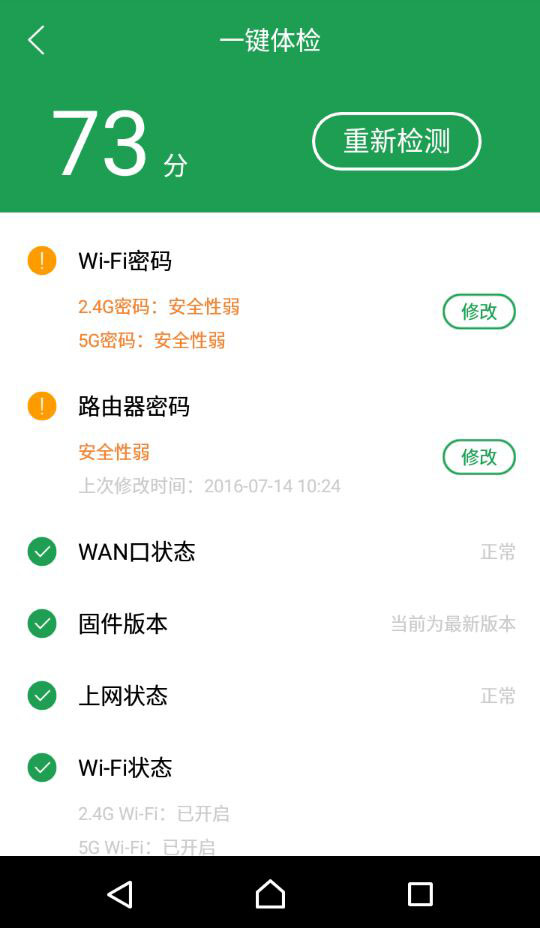 一键体检
73 分
重新检测
Wi-Fi密码
2.4G密码：安全性弱
修改
5G密码：安全性弱
路由器密码
安全性弱
修改
上次修改时间：2016-07-14 10:24
WAN口状态 正常
固件版本 当前为最新版本
上网状态 正常
Wi-Fi状态
2.4G Wi-Fi：已开启
5G Wi-Fi：已开启